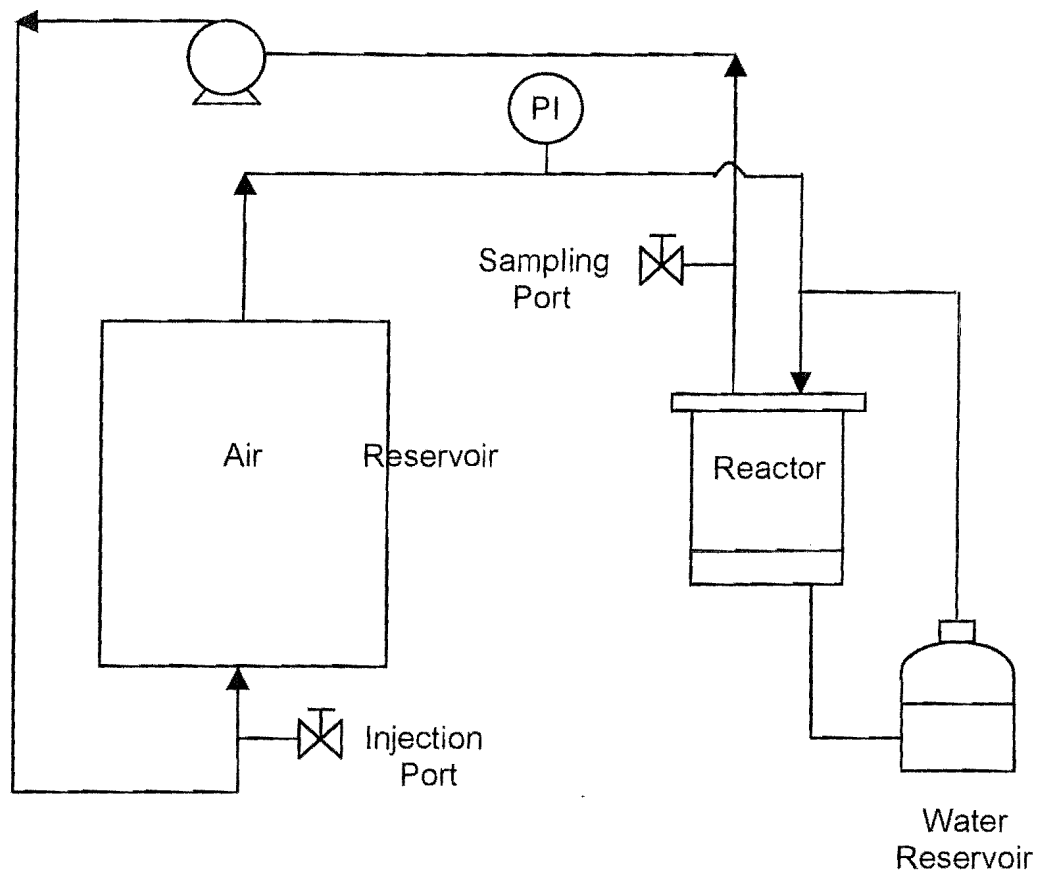 PI
Sampling
Port
Air Reservoir
Reactor
Injection
Port
Water
Reservoir